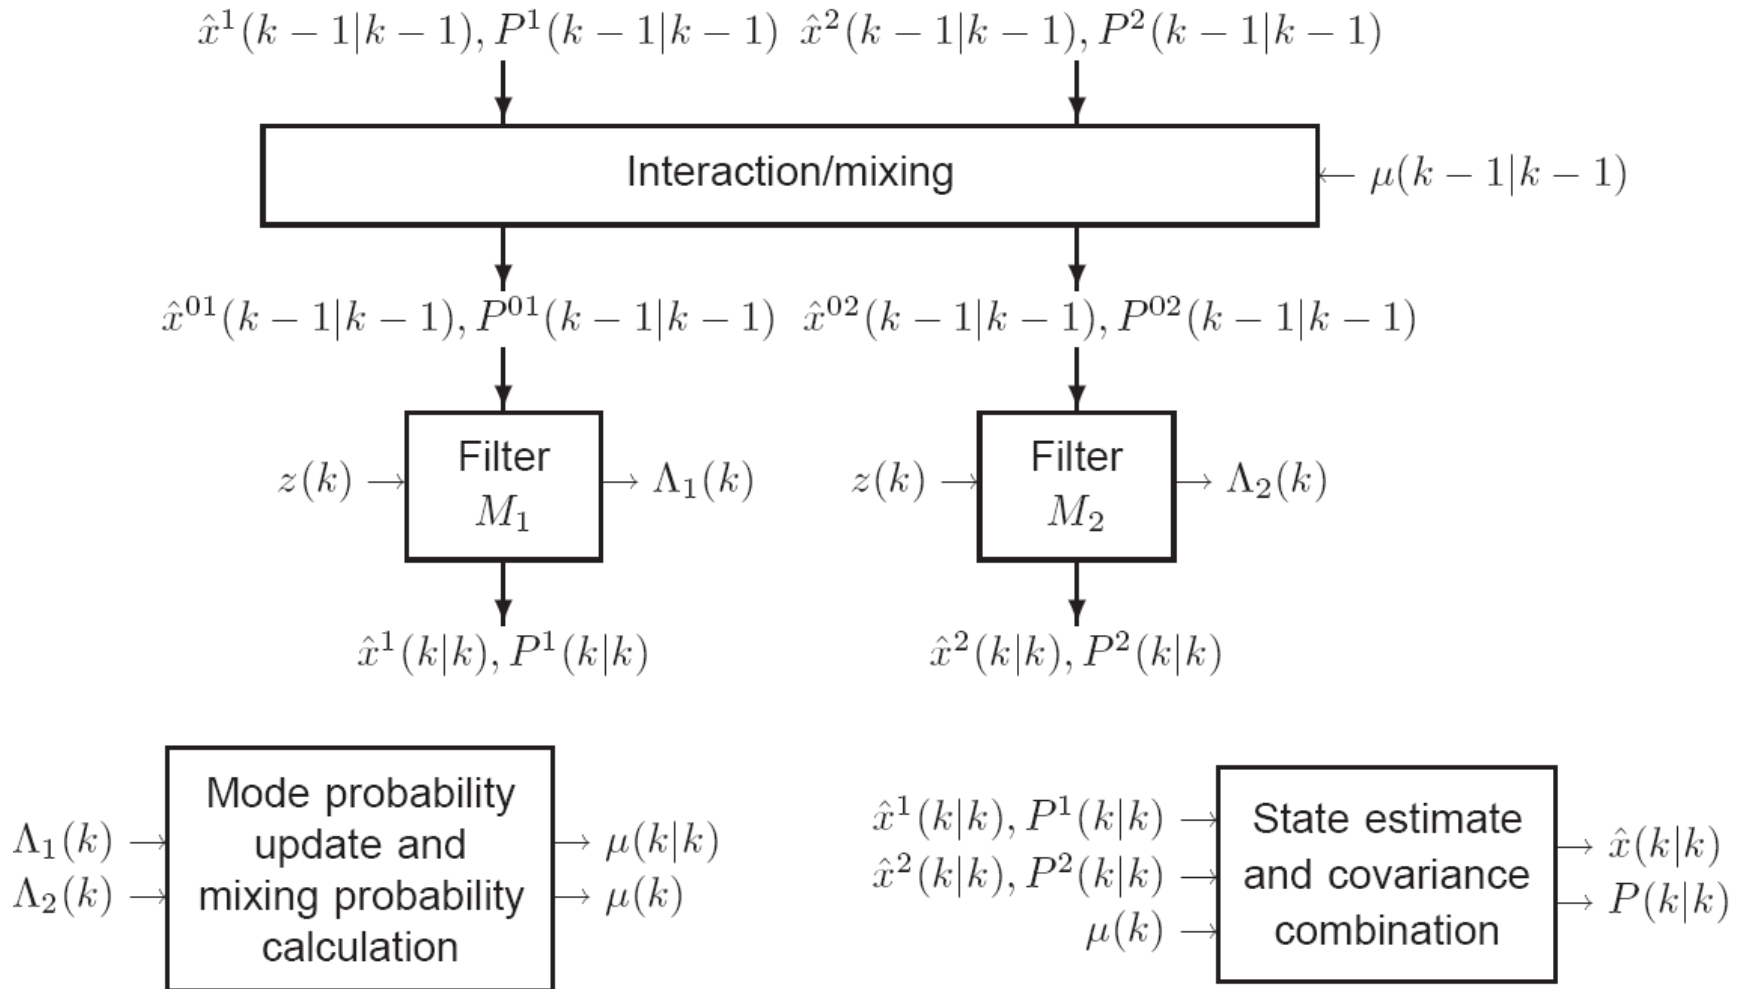 x̂¹(k − 1|k − 1), P¹(k − 1|k − 1) x̂²(k − 1|k − 1), P²(k − 1|k − 1)
Interaction/mixing
μ(k − 1|k − 1)
x̂⁰¹(k − 1|k − 1), P⁰¹(k − 1|k − 1) x̂⁰²(k − 1|k − 1), P⁰²(k − 1|k − 1)
z(k)
Filter
M₁
Λ₁(k)
z(k)
Filter
M₂
Λ₂(k)
x̂¹(k|k), P¹(k|k)
x̂²(k|k), P²(k|k)
Λ₁(k)
Λ₂(k)
Mode probability
update and
mixing probability
calculation
μ(k|k)
μ(k)
x̂¹(k|k), P¹(k|k)
x̂²(k|k), P²(k|k)
μ(k)
State estimate
and covariance
combination
x̂(k|k)
P(k|k)